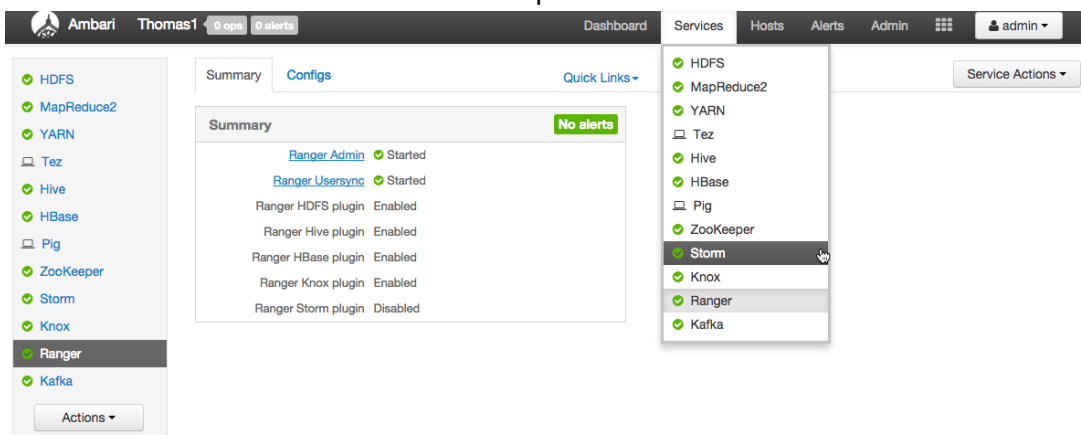 Ambari Thomas1 0 ops 0 alerts Dashboard Services Hosts Alerts Admin admin
HDFS
MapReduce2
YARN
Tez
Hive
HBase
Pig
ZooKeeper
Storm
Knox
Ranger
Kafka
Actions
Summary Configs Quick Links
Summary No alerts
Ranger Admin Started
Ranger Usersync Started
Ranger HDFS plugin Enabled
Ranger Hive plugin Enabled
Ranger HBase plugin Enabled
Ranger Knox plugin Enabled
Ranger Storm plugin Disabled
HDFS
MapReduce2
YARN
Tez
Hive
HBase
Pig
ZooKeeper
Storm
Knox
Ranger
Kafka
Service Actions